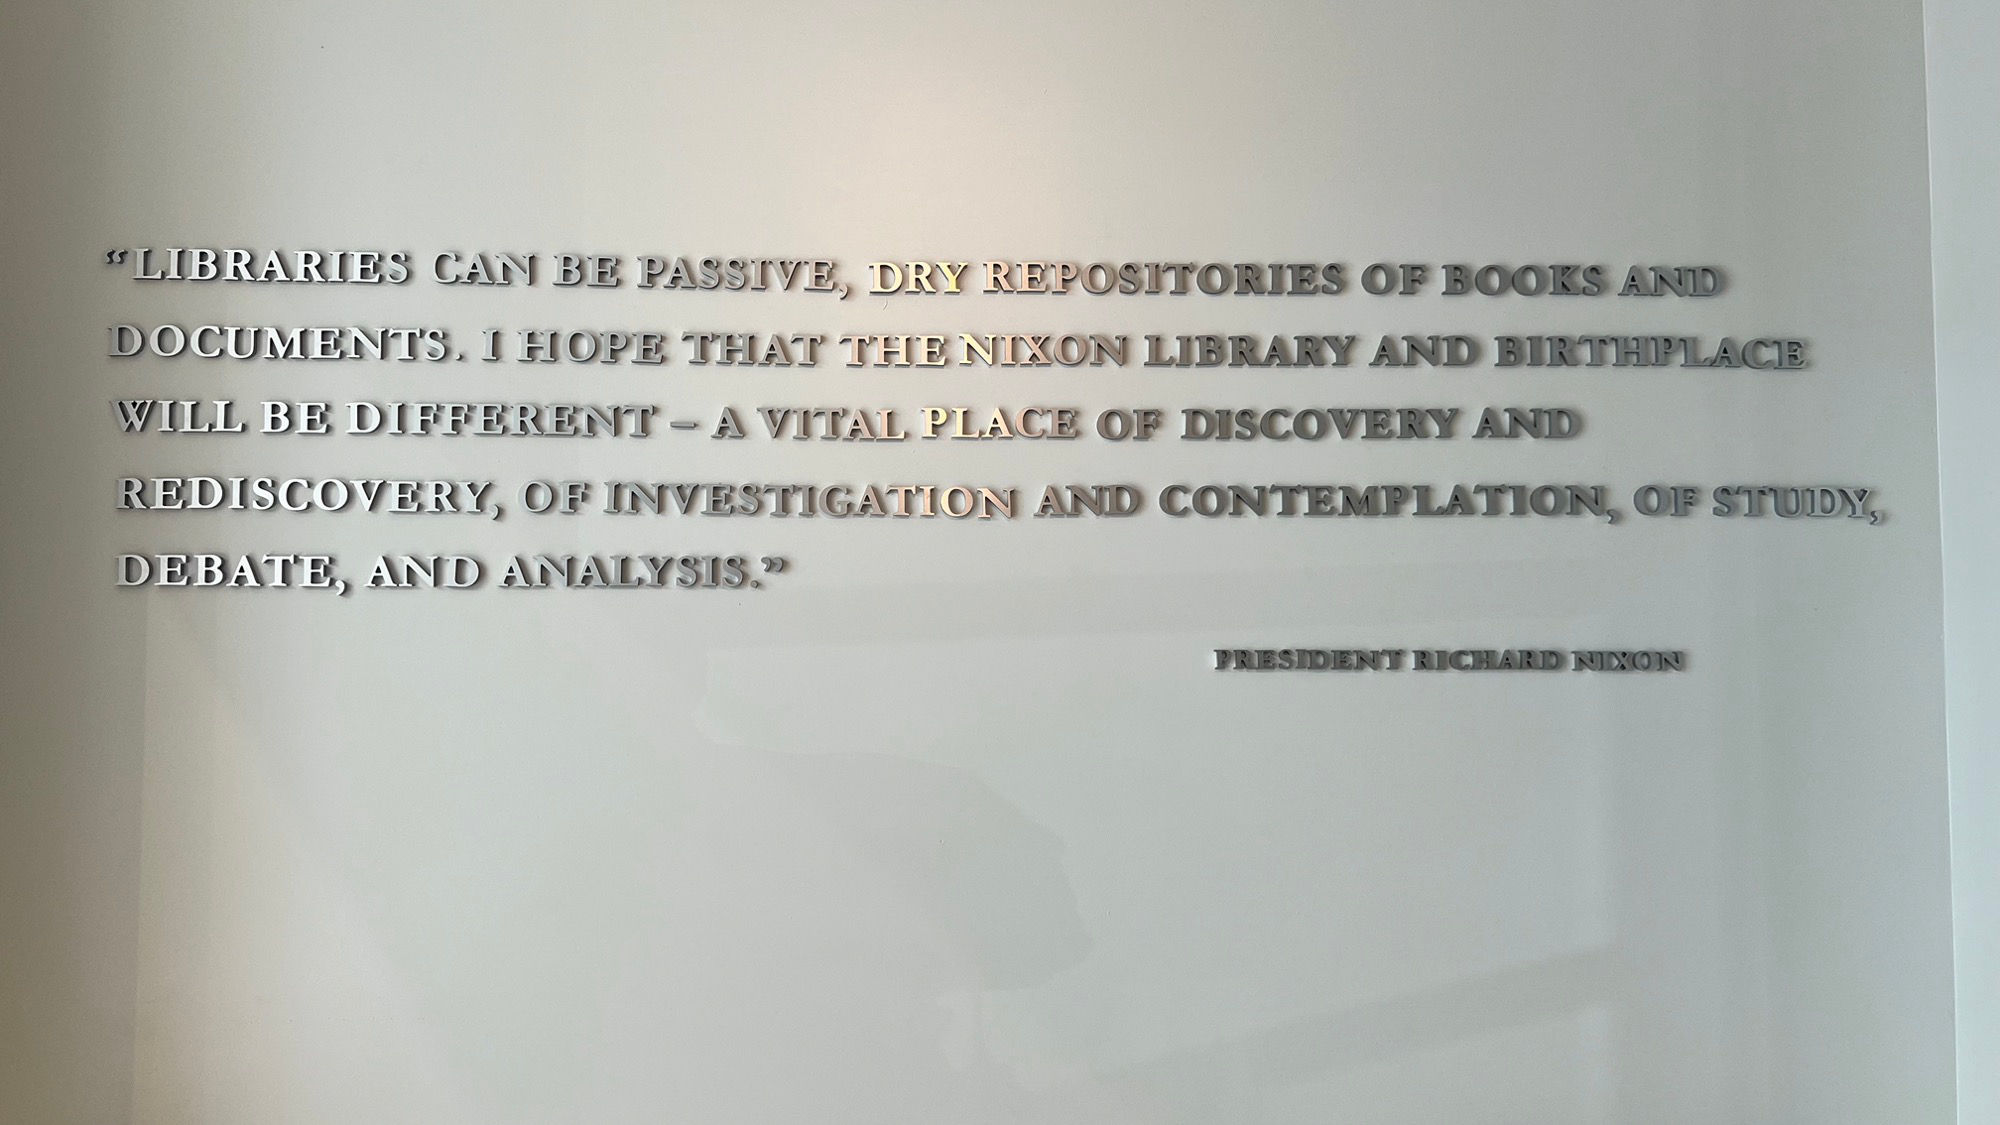 “LIBRARIES CAN BE PASSIVE, DRY REPOSITORIES OF BOOKS AND
DOCUMENTS. I HOPE THAT THE NIXON LIBRARY AND BIRTHPLACE
WILL BE DIFFERENT – A VITAL PLACE OF DISCOVERY AND
REDISCOVERY, OF INVESTIGATION AND CONTEMPLATION, OF STUDY,
DEBATE, AND ANALYSIS.”
PRESIDENT RICHARD NIXON